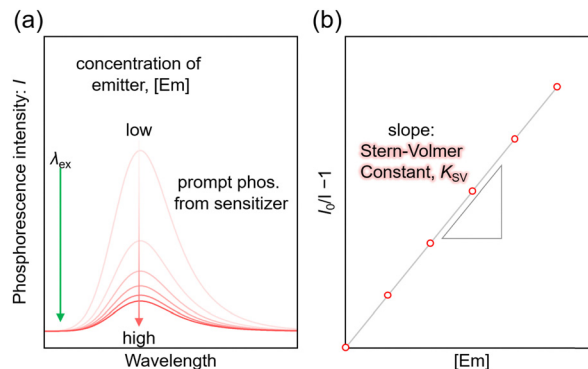 (a)
concentration of
emitter, [Em]
low
λex
prompt phos.
from sensitizer
high
Phosphorescence intensity: I
Wavelength
(b)
slope:
Stern-Volmer
Constant, KSV
I0/I −1
[Em]